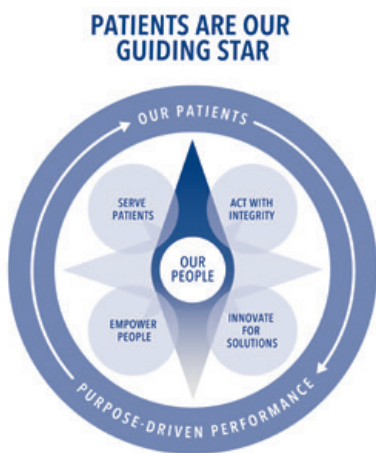 PATIENTS ARE OUR
GUIDING STAR
OUR PATIENTS
SERVE
PATIENTS
ACT WITH
INTEGRITY
OUR
PEOPLE
EMPOWER
PEOPLE
INNOVATE
FOR
SOLUTIONS
PURPOSE-DRIVEN PERFORMANCE